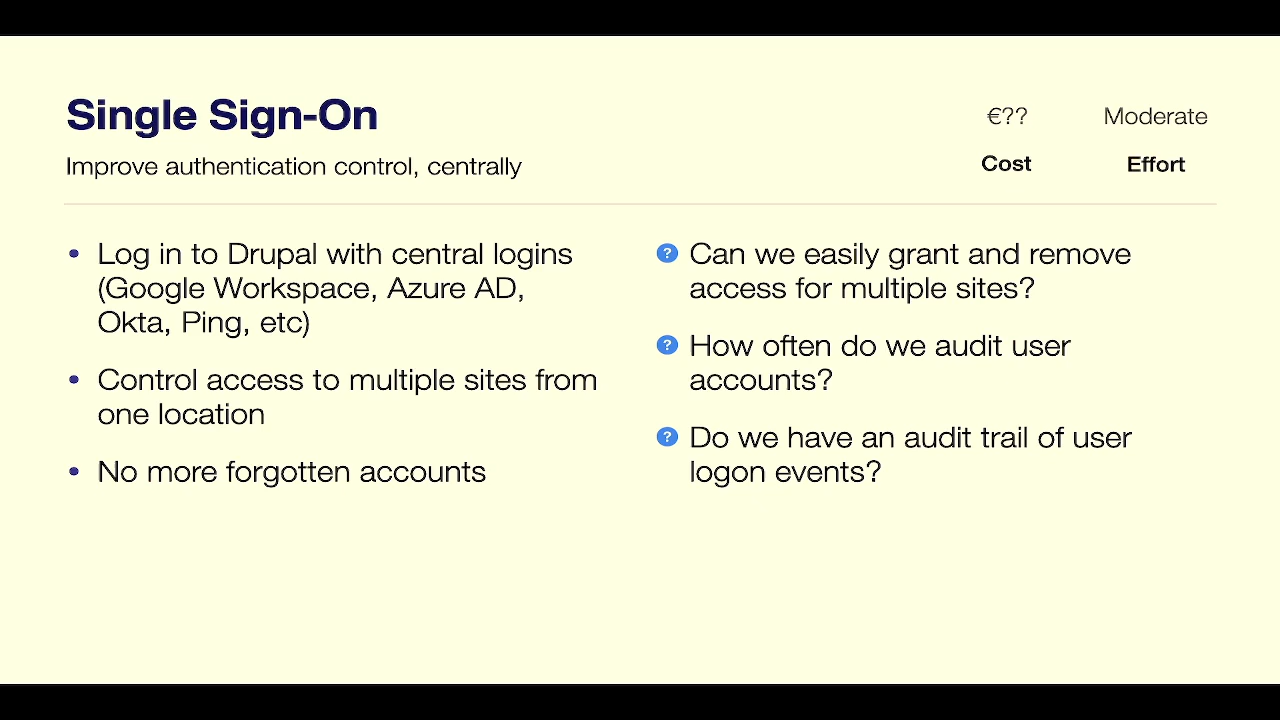 Single Sign-On
Improve authentication control, centrally
€??
Cost
Moderate
Effort
• Log in to Drupal with central logins
(Google Workspace, Azure AD,
Okta, Ping, etc)
• Control access to multiple sites from
one location
• No more forgotten accounts
? Can we easily grant and remove
access for multiple sites?
? How often do we audit user
accounts?
? Do we have an audit trail of user
logon events?